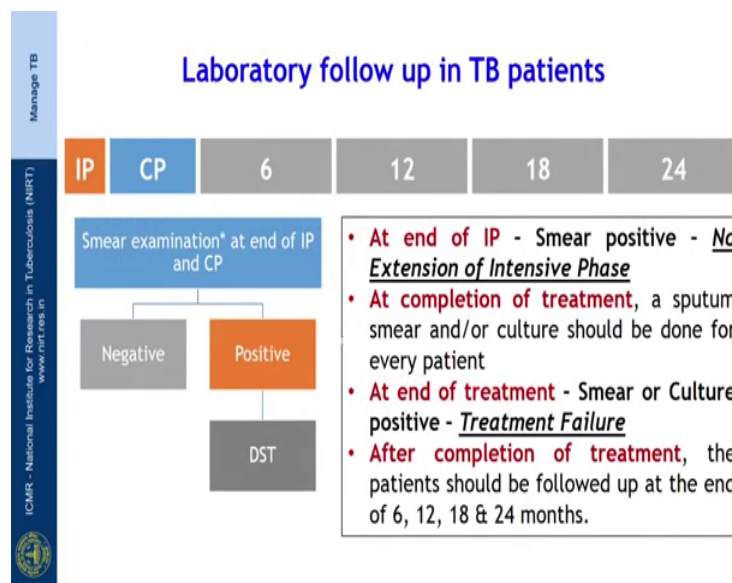 Manage TB
ICMR - National Institute for Research in Tuberculosis (NIRT)
www.nirt.res.in
Laboratory follow up in TB patients
IP CP 6 12 18 24
Smear examination* at end of IP
and CP
Negative Positive
DST
• At end of IP - Smear positive - No
Extension of Intensive Phase
• At completion of treatment, a sputum
smear and/or culture should be done for
every patient
• At end of treatment - Smear or Culture
positive - Treatment Failure
• After completion of treatment, the
patients should be followed up at the end
of 6, 12, 18 & 24 months.